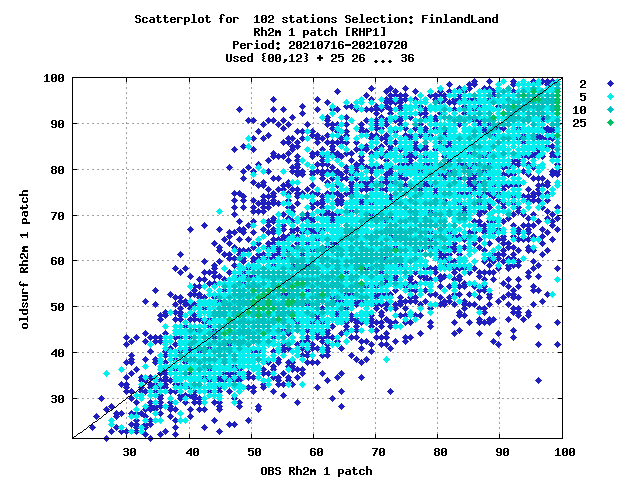 Scatterplot for  102 stations Selection: FinlandLand
Rh2m 1 patch [RHP1]
Period: 20210716-20210720
Used {00,12} + 25 26 ... 36
2
5
10
25
100
90
80
70
60
50
40
30
oldsurf Rh2m 1 patch
30 40 50 60 70 80 90 100
OBS Rh2m 1 patch